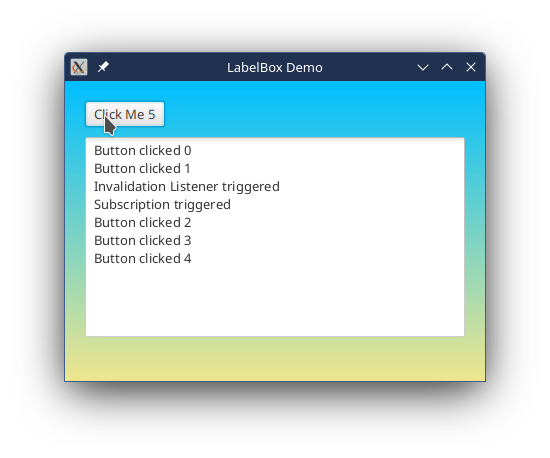 LabelBox Demo
Click Me 5
Button clicked 0
Button clicked 1
Invalidation Listener triggered
Subscription triggered
Button clicked 2
Button clicked 3
Button clicked 4